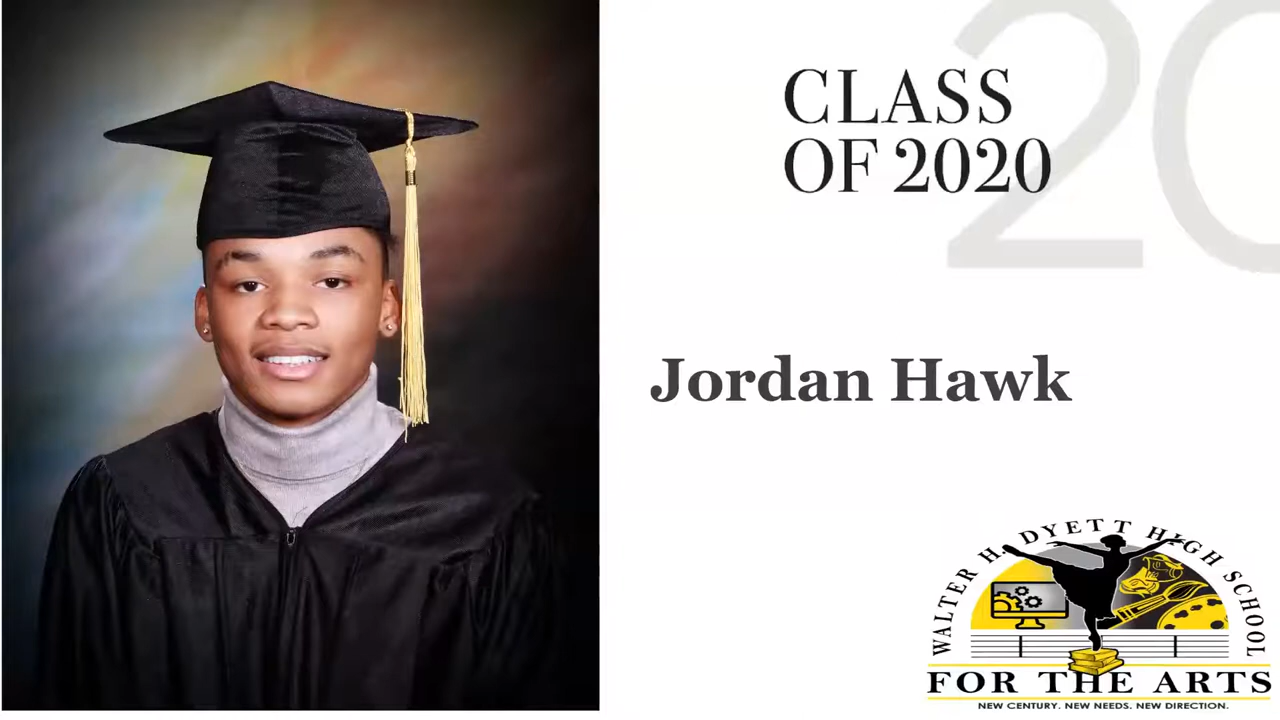 20
CLASS
OF 2020
Jordan Hawk
WALTER H. DYETT HIGH SCHOOL
FOR THE ARTS
NEW CENTURY. NEW NEEDS. NEW DIRECTION.